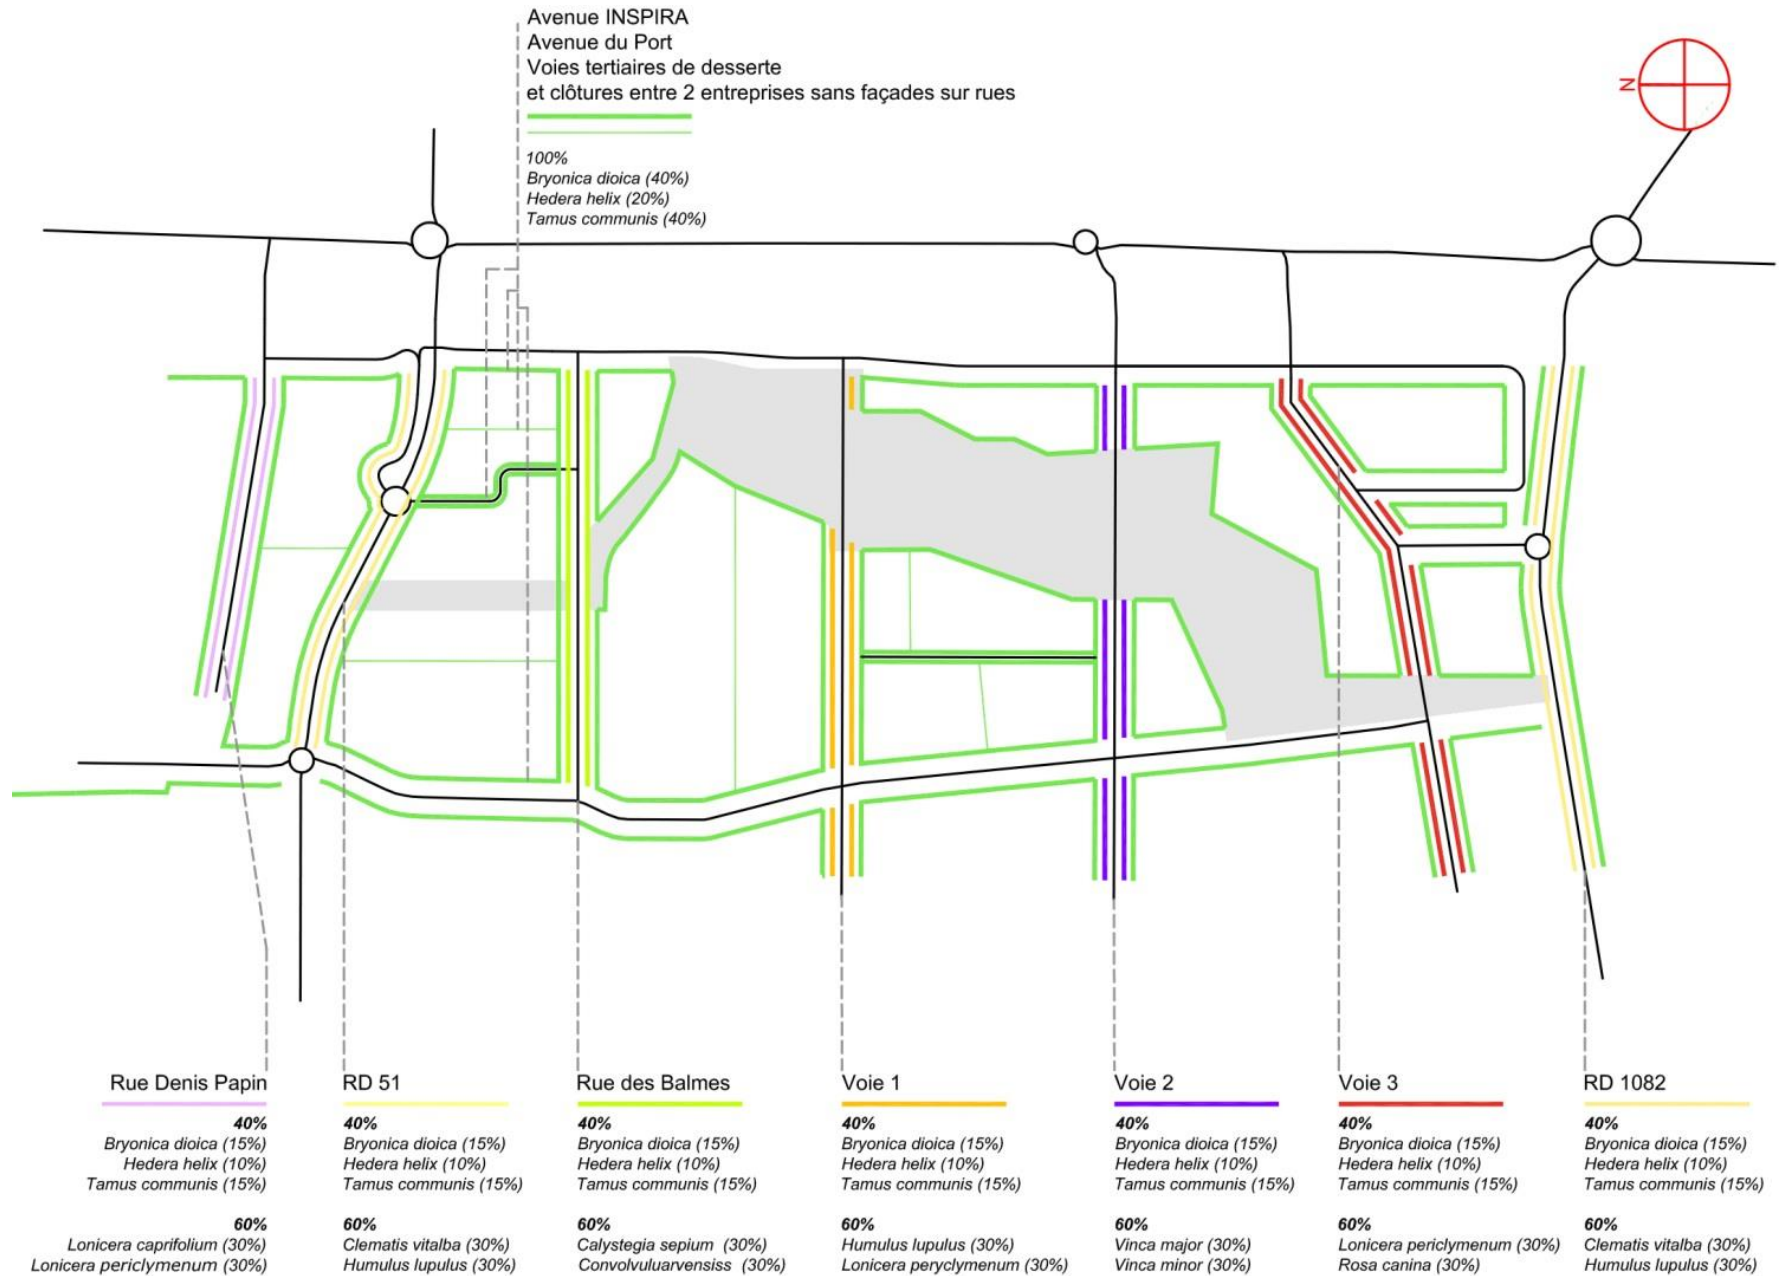 Avenue INSPIRA
Avenue du Port
Voies tertiaires de desserte
et clôtures entre 2 entreprises sans façades sur rues
100%
Bryonica dioica (40%)
Hedera helix (20%)
Tamus communis (40%)
N
Rue Denis Papin
40%
Bryonica dioica (15%)
Hedera helix (10%)
Tamus communis (15%)
60%
Lonicera caprifolium (30%)
Lonicera periclymenum (30%)
RD 51
40%
Bryonica dioica (15%)
Hedera helix (10%)
Tamus communis (15%)
60%
Clematis vitalba (30%)
Humulus lupulus (30%)
Rue des Balmes
40%
Bryonica dioica (15%)
Hedera helix (10%)
Tamus communis (15%)
60%
Calystegia sepium (30%)
Convolvuluarvensiss (30%)
Voie 1
40%
Bryonica dioica (15%)
Hedera helix (10%)
Tamus communis (15%)
60%
Humulus lupulus (30%)
Lonicera peryclymenum (30%)
Voie 2
40%
Bryonica dioica (15%)
Hedera helix (10%)
Tamus communis (15%)
60%
Vinca major (30%)
Vinca minor (30%)
Voie 3
40%
Bryonica dioica (15%)
Hedera helix (10%)
Tamus communis (15%)
60%
Lonicera periclymenum (30%)
Rosa canina (30%)
RD 1082
40%
Bryonica dioica (15%)
Hedera helix (10%)
Tamus communis (15%)
60%
Clematis vitalba (30%)
Humulus lupulus (30%)